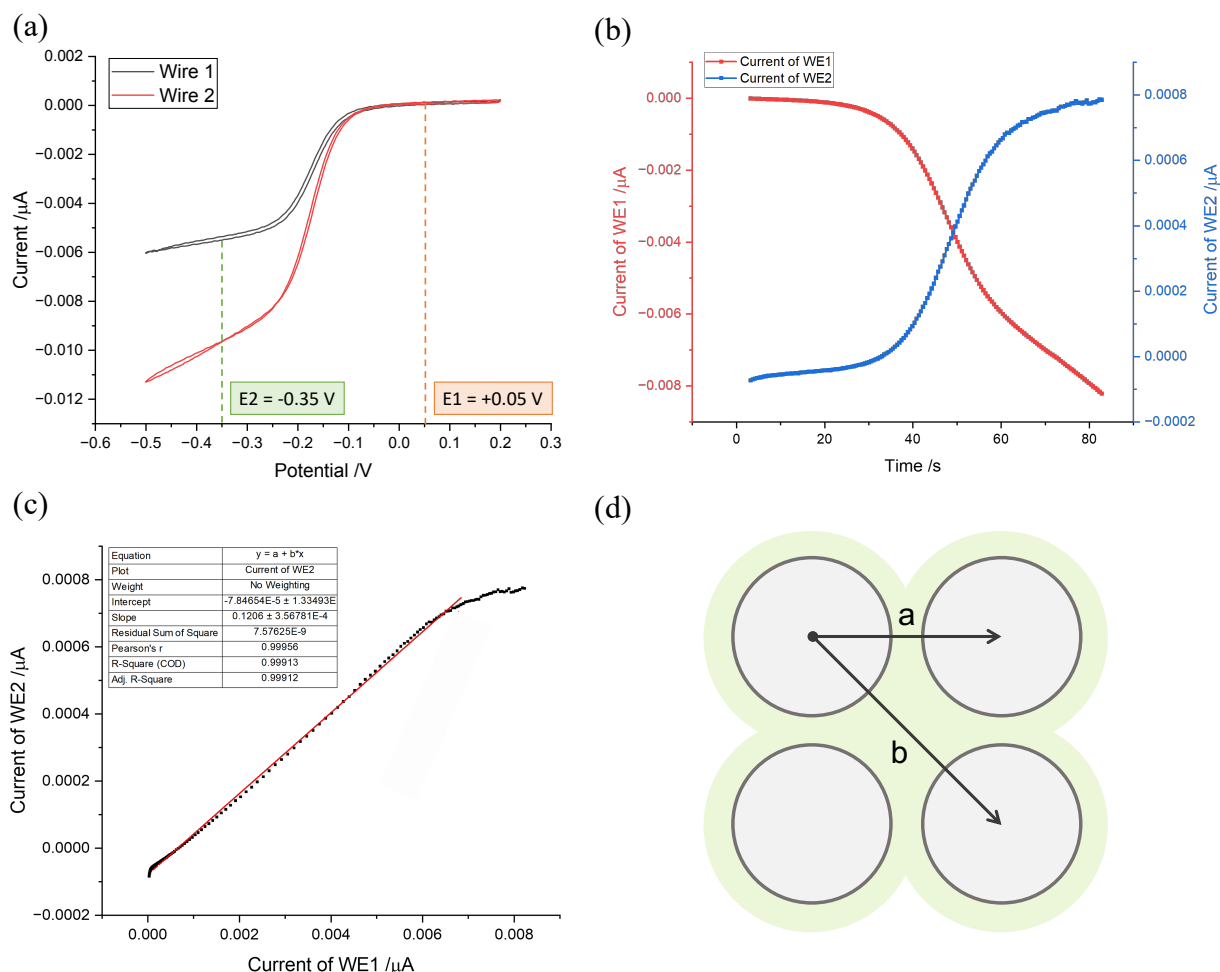 (a)
0.002
0.000
−0.002
−0.004
−0.006
−0.008
−0.010
−0.012
Current /μA
Wire 1
Wire 2
E2 = -0.35 V
E1 = +0.05 V
−0.6 −0.5 −0.4 −0.3 −0.2 −0.1 0.0 0.1 0.2 0.3
Potential /V
(b)
Current of WE1
Current of WE2
0.000
−0.002
−0.004
−0.006
−0.008
Current of WE1 /μA
0.0008
0.0006
0.0004
0.0002
0.0000
−0.0002
Current of WE2 /μA
0 20 40 60 80
Time /s
(c)
0.0008
0.0006
0.0004
0.0002
0.0000
−0.0002
Current of WE2 /μA
Equation y = a + b*x
Plot Current of WE2
Weight No Weighting
Intercept -7.84654E-5 ± 1.33493E
Slope 0.1206 ± 3.56781E-4
Residual Sum of Square 7.57625E-9
Pearson's r 0.99956
R-Square (COD) 0.99913
Adj. R-Square 0.99912
0.000 0.002 0.004 0.006 0.008
Current of WE1 /μA
(d)
a
b